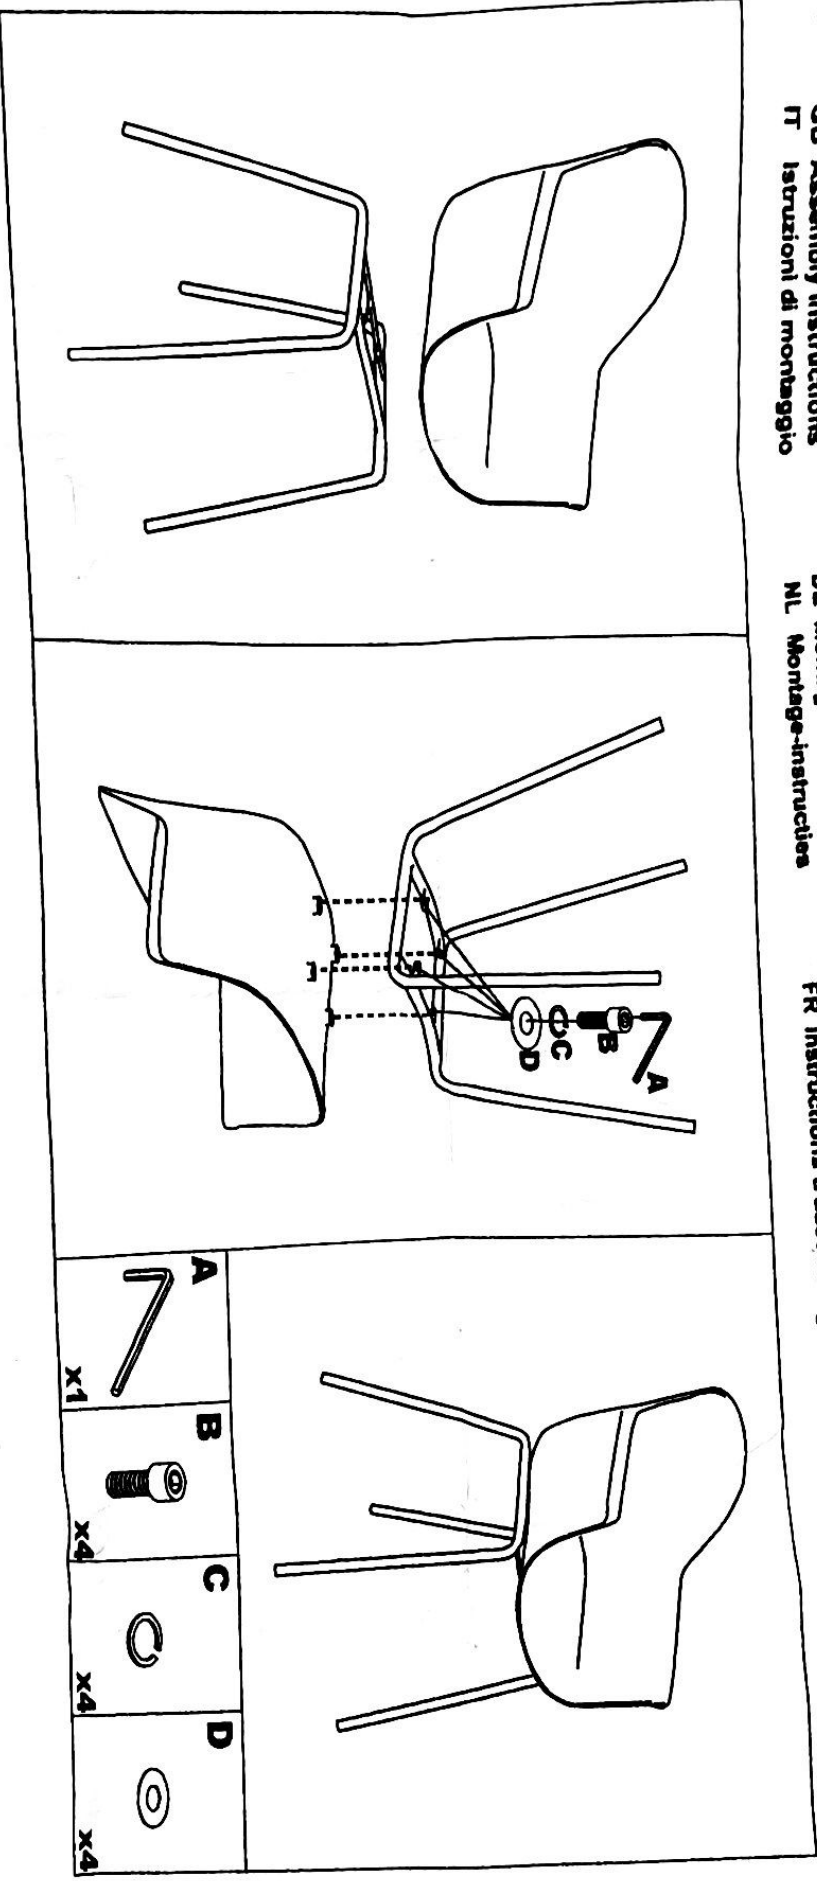 Assembly instructions FR Instructions
IT Istruzioni di montaggio NL Montage-instructies
A
B
C
D
A B C D
x1 x4 x4 x4